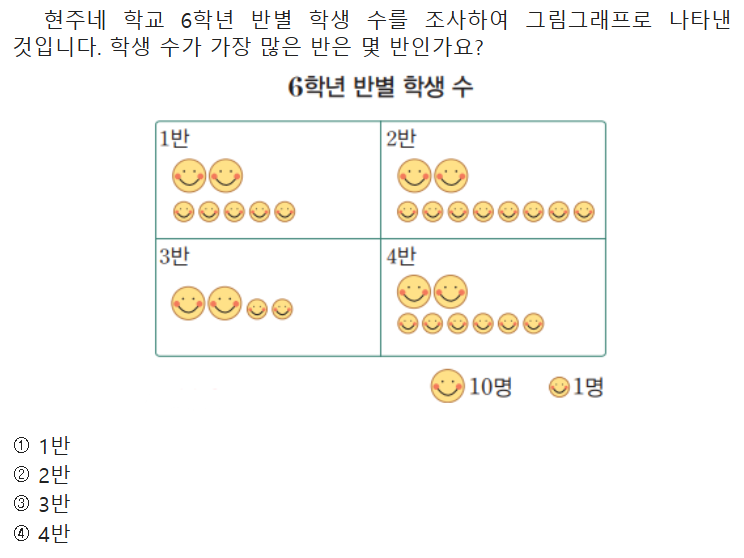 현주네 학교 6학년 반별 학생 수를 조사하여 그림그래프로 나타낸
것입니다. 학생 수가 가장 많은 반은 몇 반인가요?
6학년 반별 학생 수
1반
2반
3반
4반
10명
1명
① 1반
② 2반
③ 3반
④ 4반